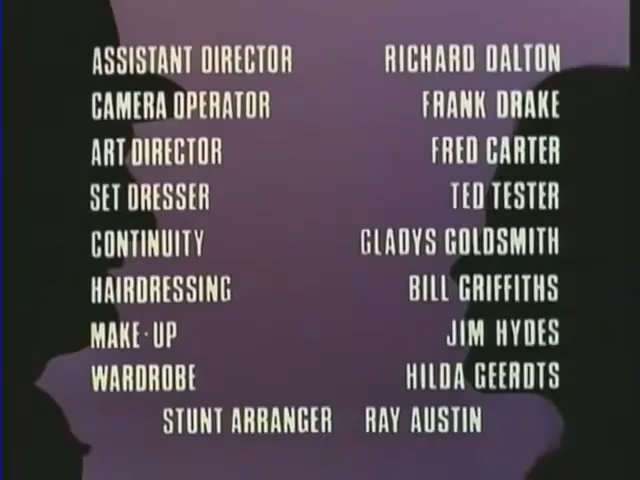 ASSISTANT DIRECTOR RICHARD DALTON
CAMERA OPERATOR FRANK DRAKE
ART DIRECTOR FRED CARTER
SET DRESSER TED TESTER
CONTINUITY GLADYS GOLDSMITH
HAIRDRESSING BILL GRIFFITHS
MAKE-UP JIM HYDES
WARDROBE HILDA GEERDTS
STUNT ARRANGER RAY AUSTIN